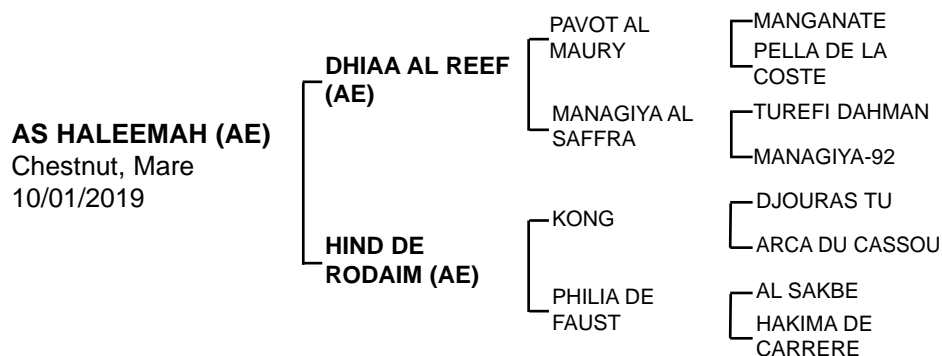 AS HALEEMAH (AE)
Chestnut, Mare
10/01/2019
DHIAA AL REEF
(AE)
HIND DE
RODAIM (AE)
PAVOT AL
MAURY
MANAGIYA AL
SAFFRA
KONG
PHILIA DE
FAUST
MANGANATE
PELLA DE LA
COSTE
TUREFI DAHMAN
MANAGIYA-92
DJOURAS TU
ARCA DU CASSOU
AL SAKBE
HAKIMA DE
CARRERE